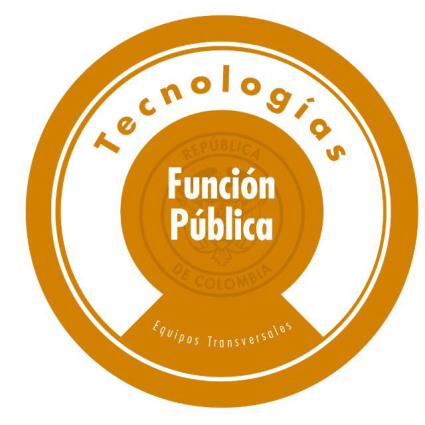 Tecnologías
REPÚBLICA
Función
Pública
DE COLOMBIA
Equipos Transversales